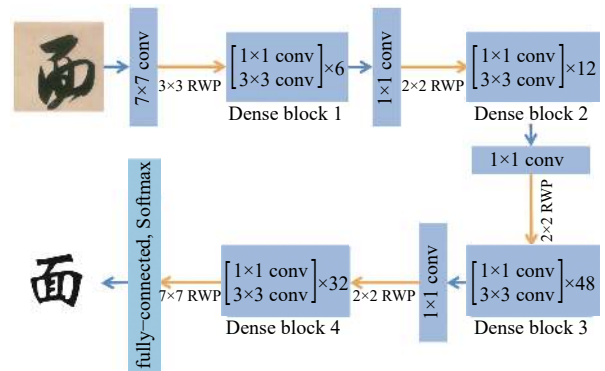 面
7×7 conv
3×3 RWP
[1×1 conv
3×3 conv]×6
Dense block 1
1×1 conv
2×2 RWP
[1×1 conv
3×3 conv]×12
Dense block 2
1×1 conv
2×2 RWP
[1×1 conv
3×3 conv]×48
Dense block 3
1×1 conv
2×2 RWP
[1×1 conv
3×3 conv]×32
Dense block 4
7×7 RWP
fully−connected, Softmax
面